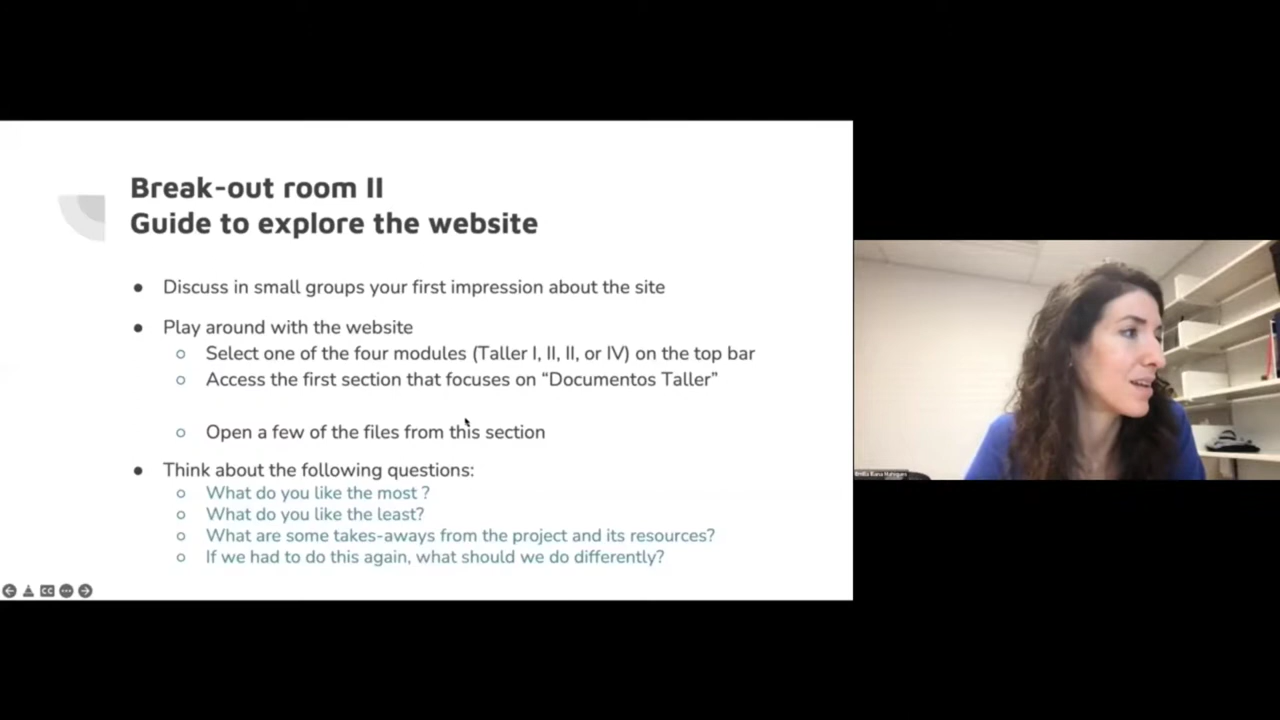 Break-out room II
Guide to explore the website
● Discuss in small groups your first impression about the site
● Play around with the website
○ Select one of the four modules (Taller I, II, II, or IV) on the top bar
○ Access the first section that focuses on “Documentos Taller”
○ Open a few of the files from this section
● Think about the following questions:
○ What do you like the most ?
○ What do you like the least?
○ What are some takes-aways from the project and its resources?
○ If we had to do this again, what should we do differently?
CC